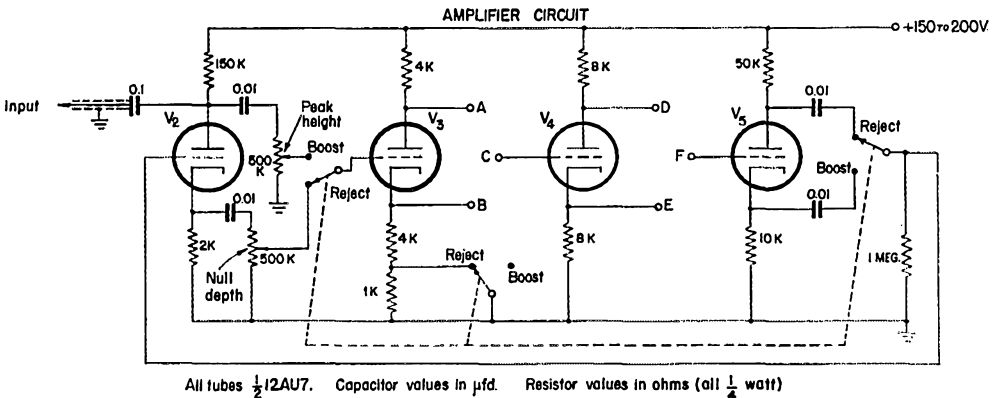 AMPLIFIER CIRCUIT
+150 TO 200V.
150K
4K
8K
50K
Input
0.1
0.01
0.01
V2
Peak height
Boost
500 K
Reject
V3
A
C
V4
D
F
V5
Reject
Boost
0.01
B
E
0.01
2K
Null depth
500K
4K
1K
Reject
Boost
8K
10K
1 MEG.
All tubes 1/2 12AU7. Capacitor values in μfd. Resistor values in ohms (all 1/4 watt)